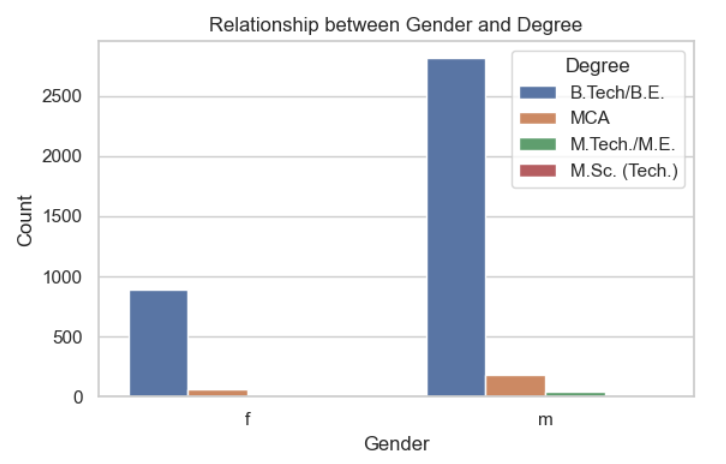 Relationship between Gender and Degree
Degree
B.Tech/B.E.
MCA
M.Tech./M.E.
M.Sc. (Tech.)
Count
2500
2000
1500
1000
500
0
f
m
Gender